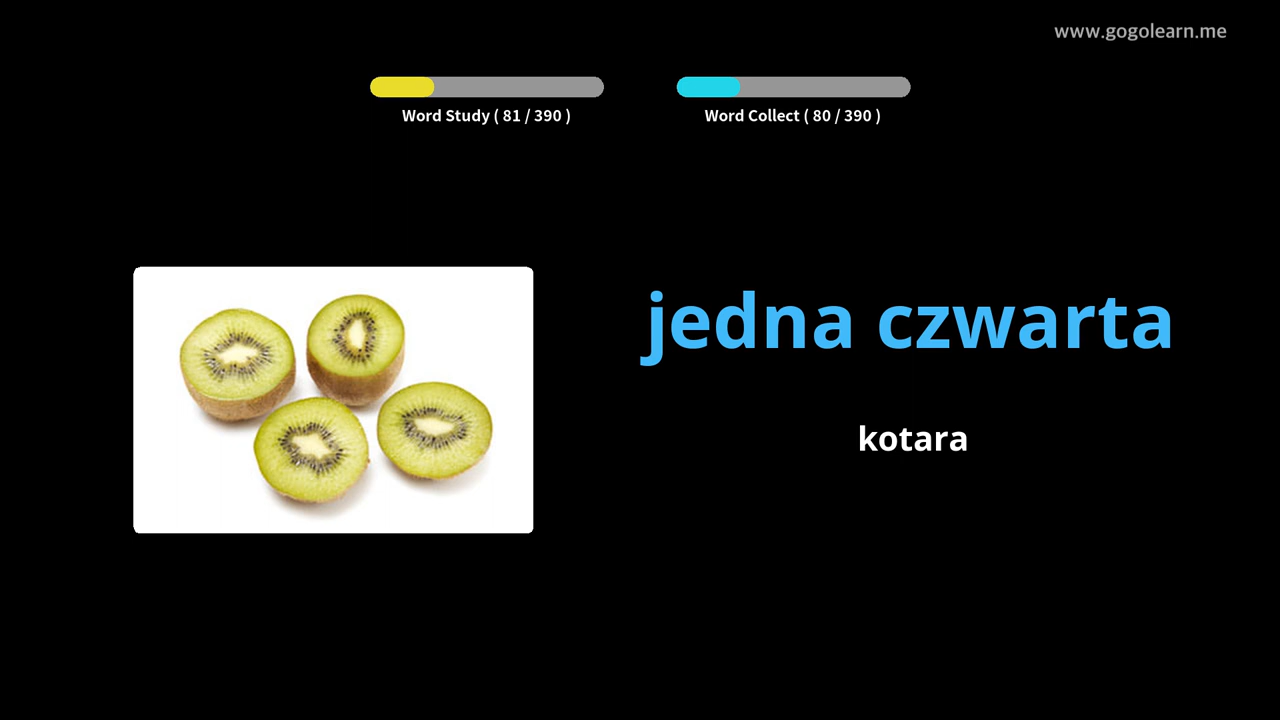 www.gogolearn.me
Word Study ( 81 / 390 )
Word Collect ( 80 / 390 )
jedna czwarta
kotara